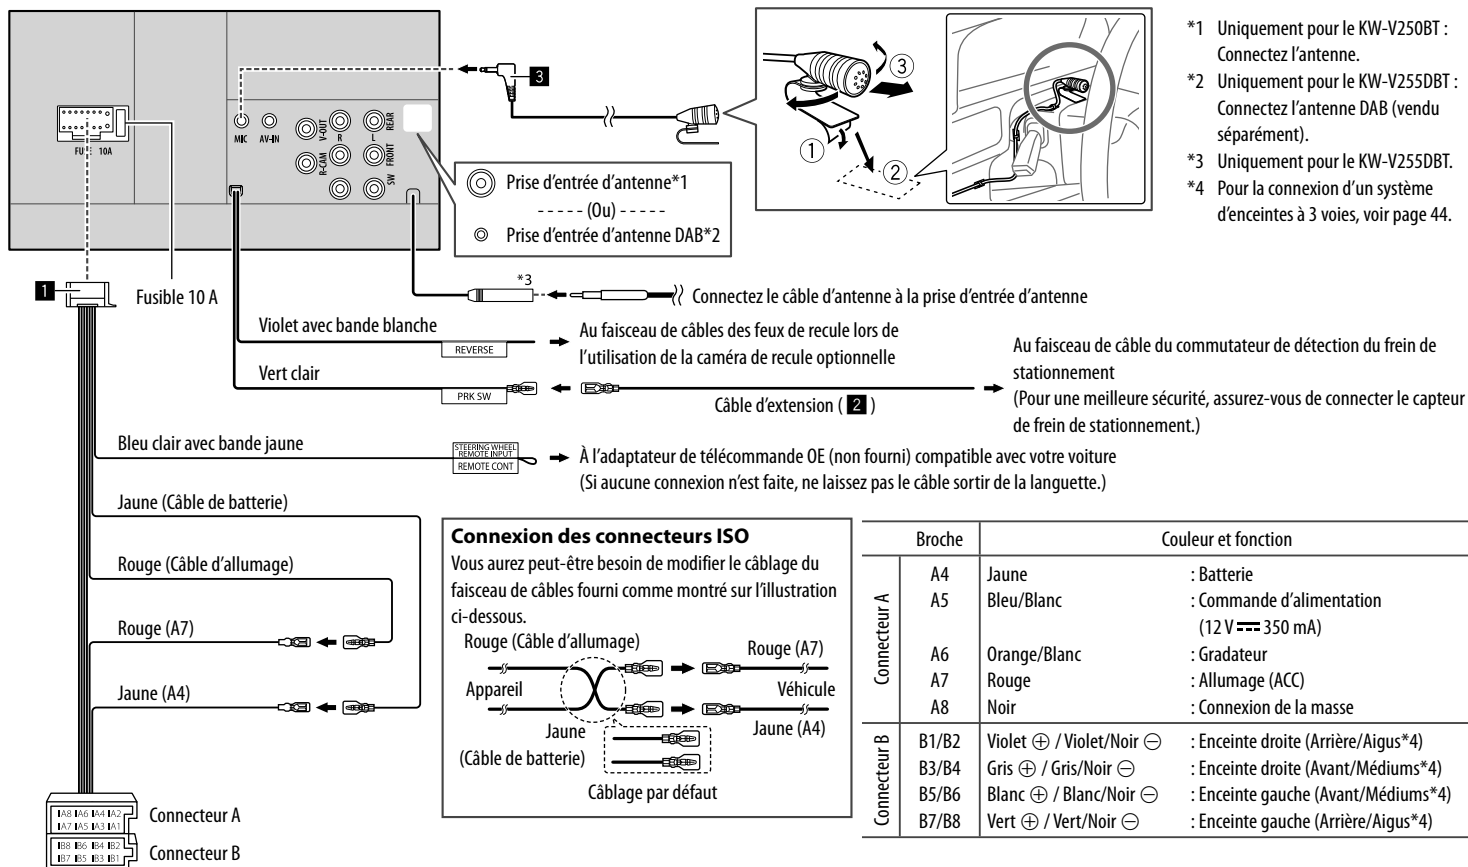 FUSE 10A
MIC
AV-IN
V-OUT
R-CAM
R
L
REAR
FRONT
SW
3
1
2
3
*1 Uniquement pour le KW-V250BT :
Connectez l’antenne.
*2 Uniquement pour le KW-V255DBT :
Connectez l’antenne DAB (vendu
séparément).
*3 Uniquement pour le KW-V255DBT.
*4 Pour la connexion d’un système
d’enceintes à 3 voies, voir page 44.
Prise d’entrée d’antenne*1
- - - - - (Ou) - - - - -
Prise d’entrée d’antenne DAB*2
1
Fusible 10 A
*3
Connectez le câble d’antenne à la prise d’entrée d’antenne
Violet avec bande blanche
REVERSE
Au faisceau de câbles des feux de recule lors de
l’utilisation de la caméra de recule optionnelle
Vert clair
PRK SW
Câble d’extension ( 2 )
Au faisceau de câble du commutateur de détection du frein de
stationnement
(Pour une meilleure sécurité, assurez-vous de connecter le capteur
de frein de stationnement.)
Bleu clair avec bande jaune
STEERING WHEEL
REMOTE INPUT
REMOTE CONT
À l’adaptateur de télécommande OE (non fourni) compatible avec votre voiture
(Si aucune connexion n’est faite, ne laissez pas le câble sortir de la languette.)
Jaune (Câble de batterie)
Rouge (Câble d’allumage)
Rouge (A7)
Jaune (A4)
Connexion des connecteurs ISO
Vous aurez peut-être besoin de modifier le câblage du
faisceau de câbles fourni comme montré sur l’illustration
ci-dessous.
Rouge (Câble d’allumage)
Rouge (A7)
Appareil
Véhicule
Jaune
(Câble de batterie)
Jaune (A4)
Câblage par défaut
Broche Couleur et fonction
Connecteur A
A4 Jaune : Batterie
A5 Bleu/Blanc : Commande d’alimentation
(12 V ⎓ 350 mA)
A6 Orange/Blanc : Gradateur
A7 Rouge : Allumage (ACC)
A8 Noir : Connexion de la masse
Connecteur B
B1/B2 Violet ⊕ / Violet/Noir ⊖ : Enceinte droite (Arrière/Aigus*4)
B3/B4 Gris ⊕ / Gris/Noir ⊖ : Enceinte droite (Avant/Médiums*4)
B5/B6 Blanc ⊕ / Blanc/Noir ⊖ : Enceinte gauche (Avant/Médiums*4)
B7/B8 Vert ⊕ / Vert/Noir ⊖ : Enceinte gauche (Arrière/Aigus*4)
A8 A6 A4 A2
A7 A5 A3 A1
Connecteur A
B8 B6 B4 B2
B7 B5 B3 B1
Connecteur B